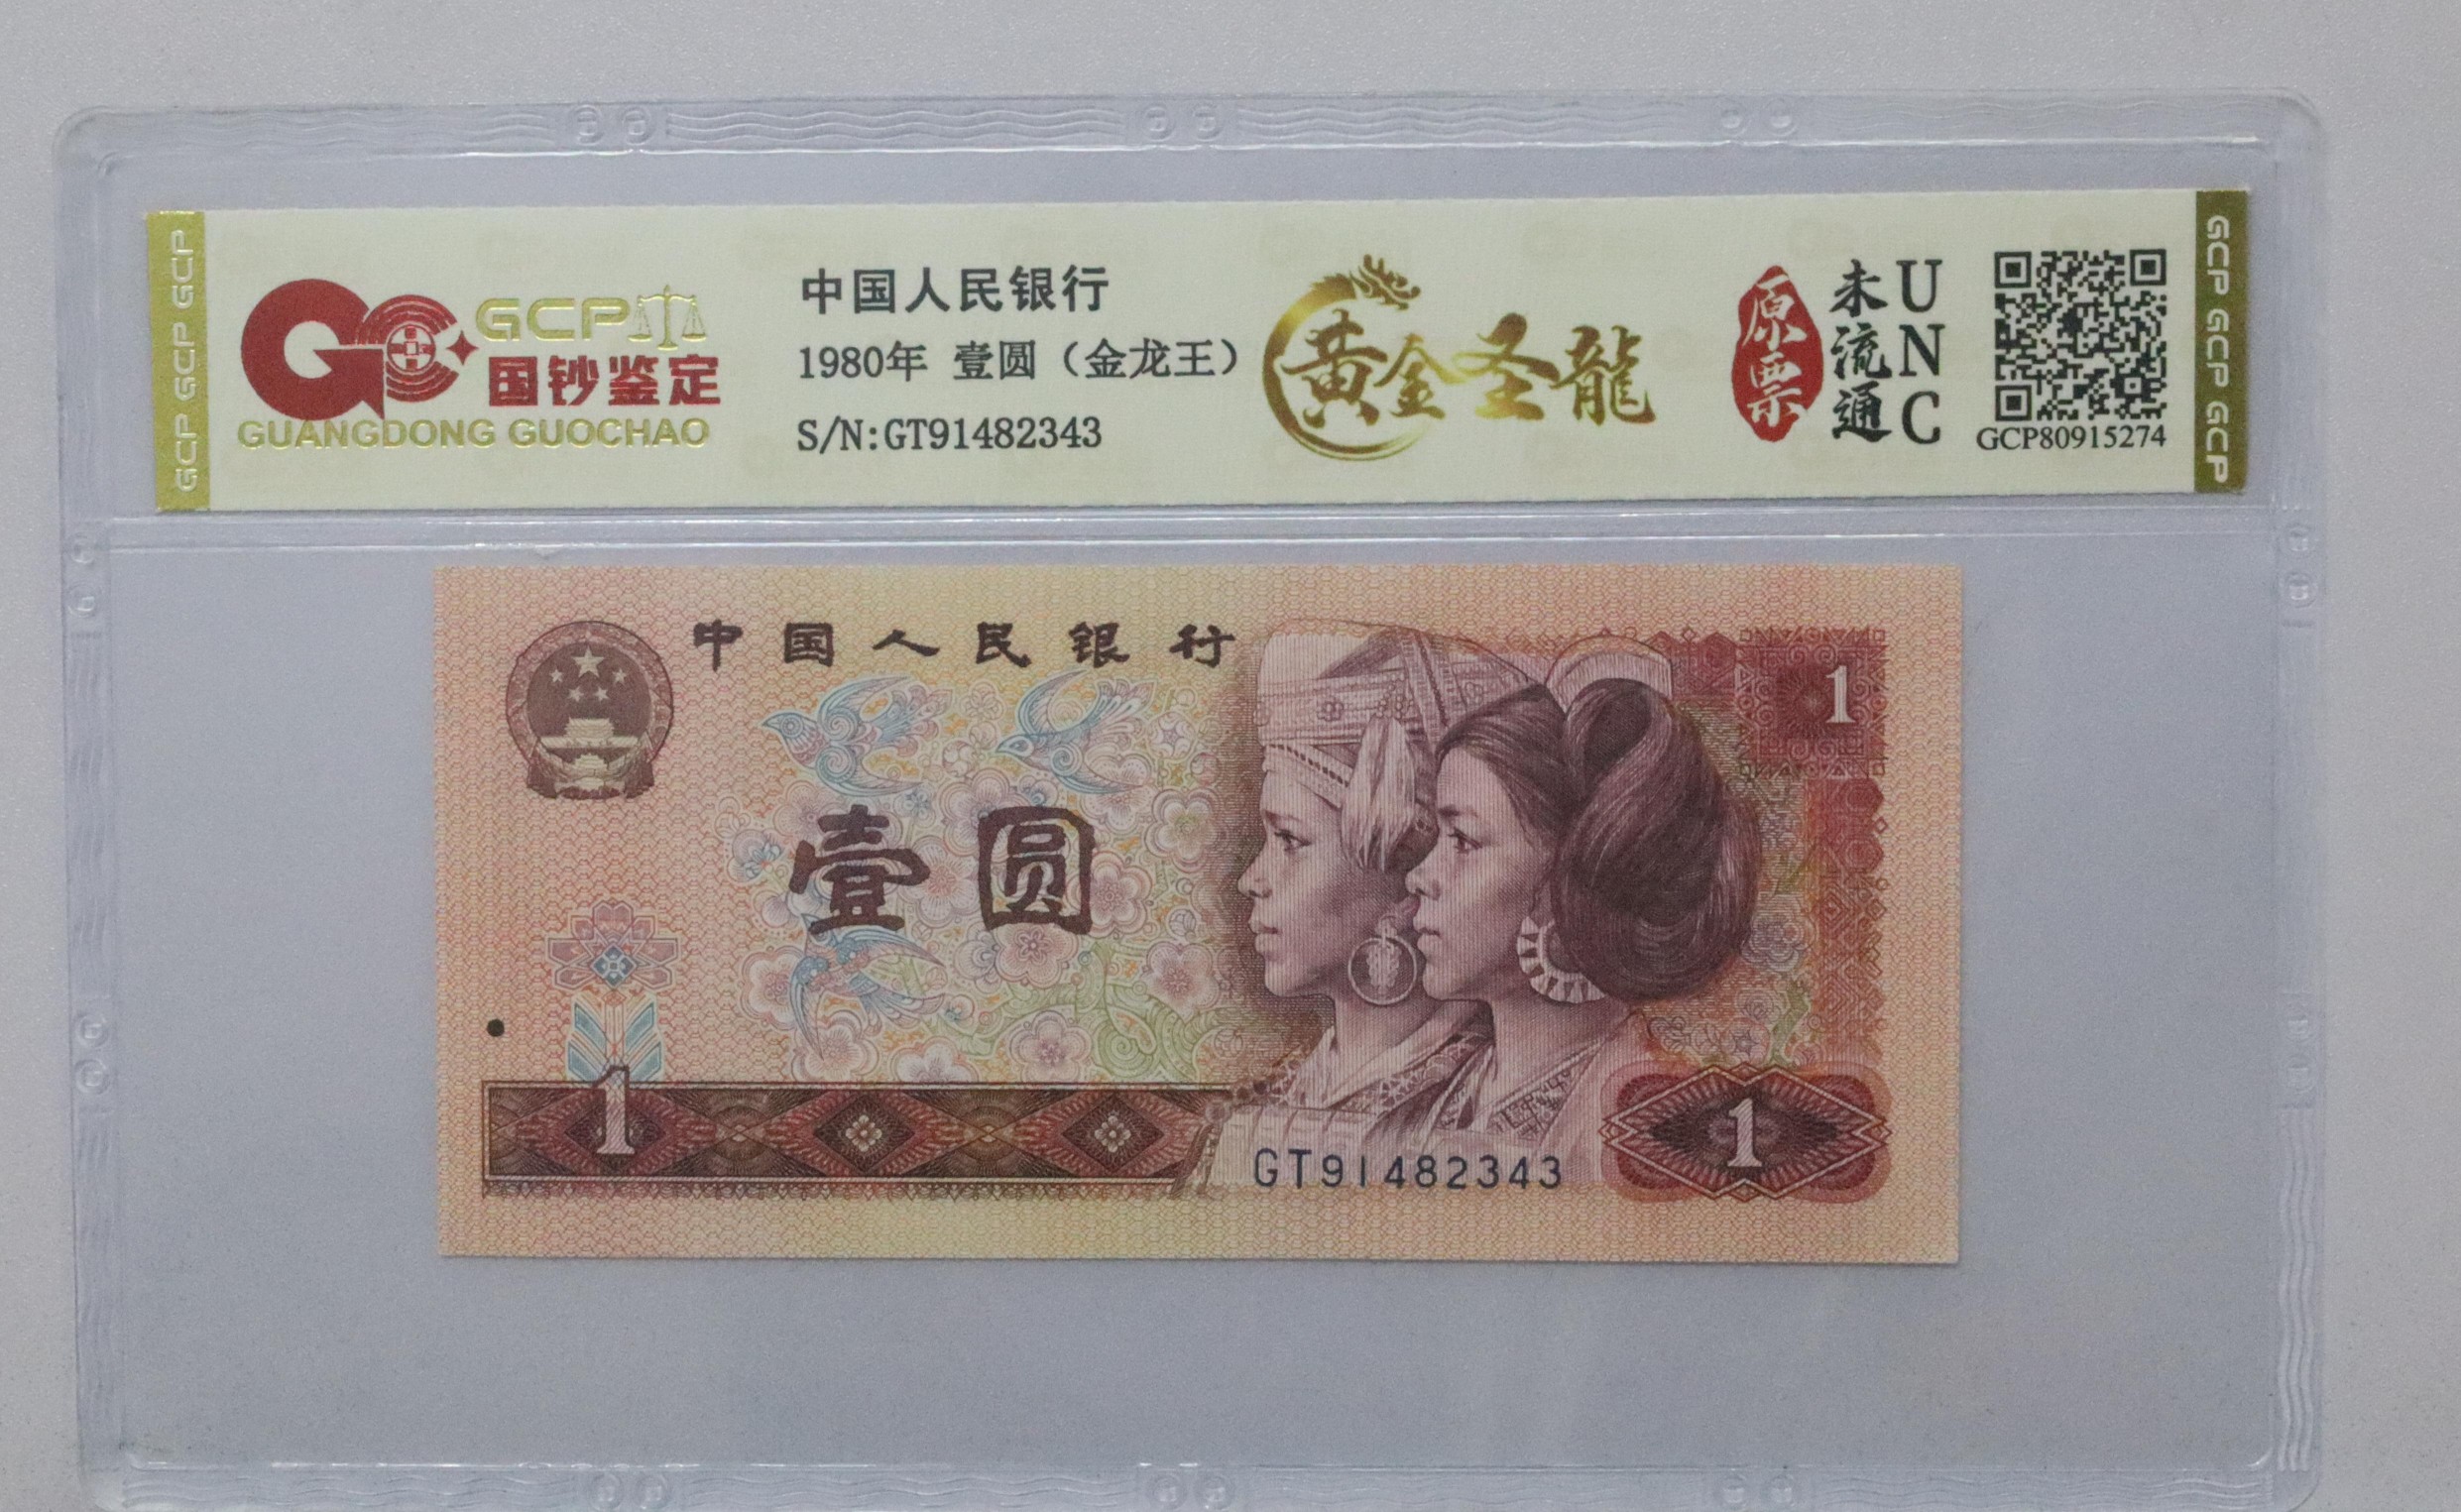 GCP GCP GCP
GCP
国钞鉴定
GUANGDONG GUOCHAO
中国人民银行
1980年 壹圆（金龙王）
S/N:GT91482343
黄金圣龍
原票
未流通
UNC
GCP80915274
GCP GCP GCP
中国人民银行
1
壹圆
1
GT91482343
1